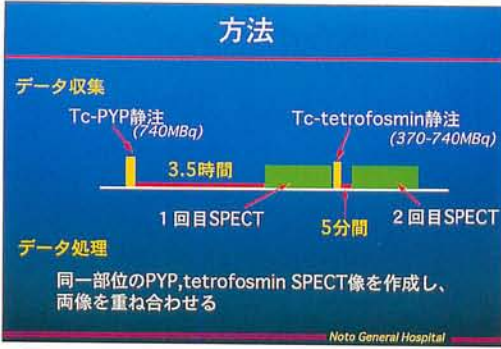 方法
データ収集
Tc-PYP静注
(740MBq)
Tc-tetrofosmin静注
(370-740MBq)
3.5時間
1回目SPECT
5分間
2回目SPECT
データ処理
同一部位のPYP,tetrofosmin SPECT像を作成し、
両像を重ね合わせる
Noto General Hospital